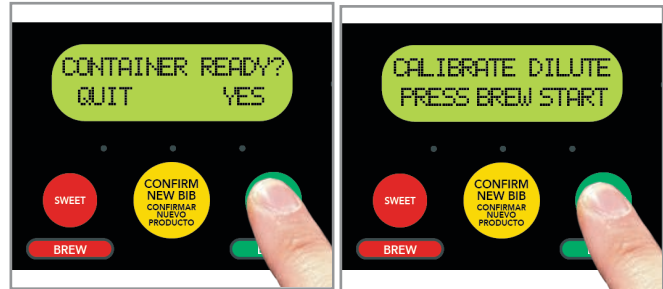 CONTAINER READY?
QUIT YES
SWEET
CONFIRM
NEW BIB
CONFIRMAR
NUEVO
PRODUCTO
BREW
CALIBRATE DILUTE
PRESS BREW START
SWEET
CONFIRM
NEW BIB
CONFIRMAR
NUEVO
PRODUCTO
BREW